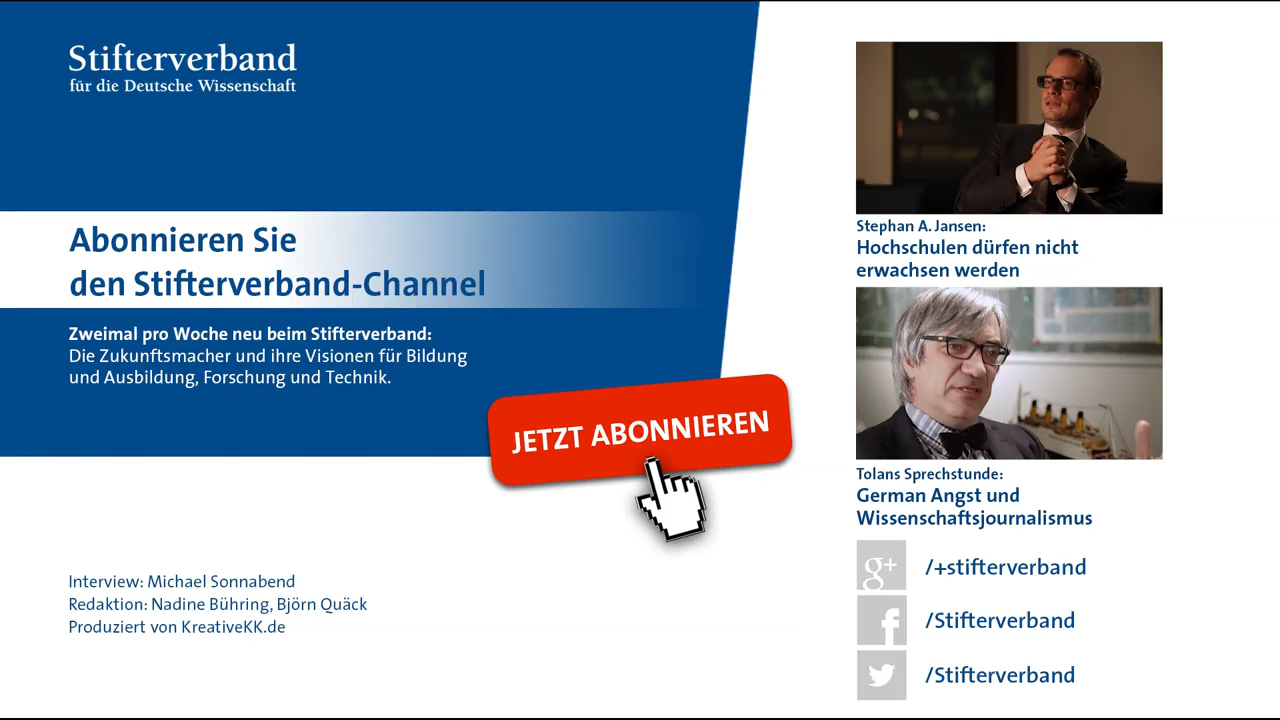 Stifterverband
für die Deutsche Wissenschaft
Abonnieren Sie
den Stifterverband-Channel
Zweimal pro Woche neu beim Stifterverband:
Die Zukunftsmacher und ihre Visionen für Bildung
und Ausbildung, Forschung und Technik.
JETZT ABONNIEREN
Interview: Michael Sonnabend
Redaktion: Nadine Bühring, Björn Quäck
Produziert von KreativeKK.de
Stephan A. Jansen:
Hochschulen dürfen nicht
erwachsen werden
Tolans Sprechstunde:
German Angst und
Wissenschaftsjournalismus
g+ /+stifterverband
f /Stifterverband
/Stifterverband